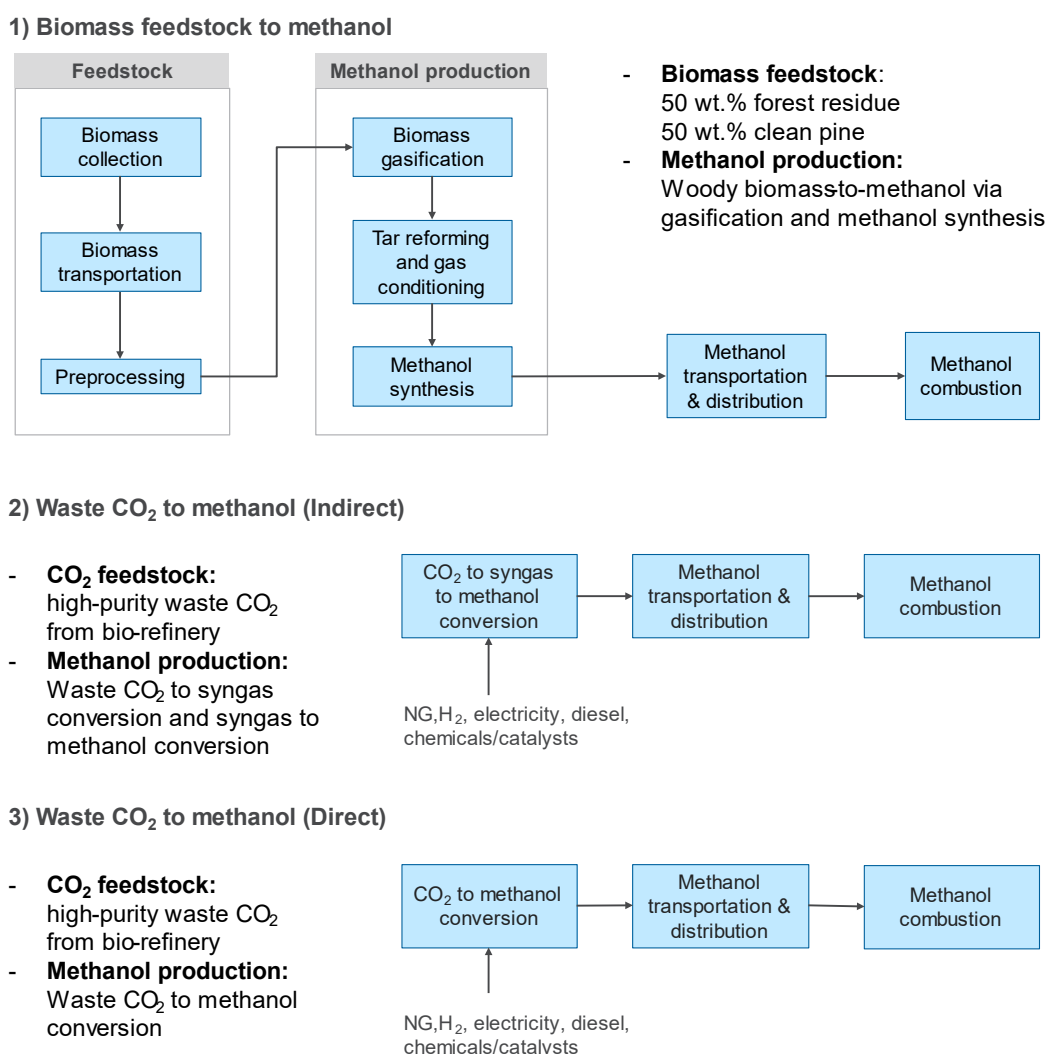 1) Biomass feedstock to methanol
Feedstock
Biomass
collection
Biomass
transportation
Preprocessing
Methanol production
Biomass
gasification
Tar reforming
and gas
conditioning
Methanol
synthesis
- Biomass feedstock:
50 wt.% forest residue
50 wt.% clean pine
- Methanol production:
Woody biomass-to-methanol via
gasification and methanol synthesis
Methanol
transportation
& distribution
Methanol
combustion
2) Waste CO2 to methanol (Indirect)
- CO2 feedstock:
high-purity waste CO2
from bio-refinery
- Methanol production:
Waste CO2 to syngas
conversion and syngas to
methanol conversion
CO2 to syngas
to methanol
conversion
NG,H2, electricity, diesel,
chemicals/catalysts
Methanol
transportation &
distribution
Methanol
combustion
3) Waste CO2 to methanol (Direct)
- CO2 feedstock:
high-purity waste CO2
from bio-refinery
- Methanol production:
Waste CO2 to methanol
conversion
CO2 to methanol
conversion
NG,H2, electricity, diesel,
chemicals/catalysts
Methanol
transportation &
distribution
Methanol
combustion